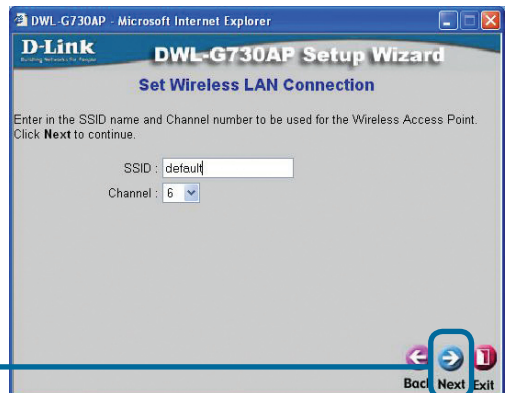 DWL-G730AP - Microsoft Internet Explorer
D-Link
Building Networks for People
DWL-G730AP Setup Wizard
Set Wireless LAN Connection
Enter in the SSID name and Channel number to be used for the Wireless Access Point.
Click Next to continue.
SSID : default
Channel : 6
Back Next Exit